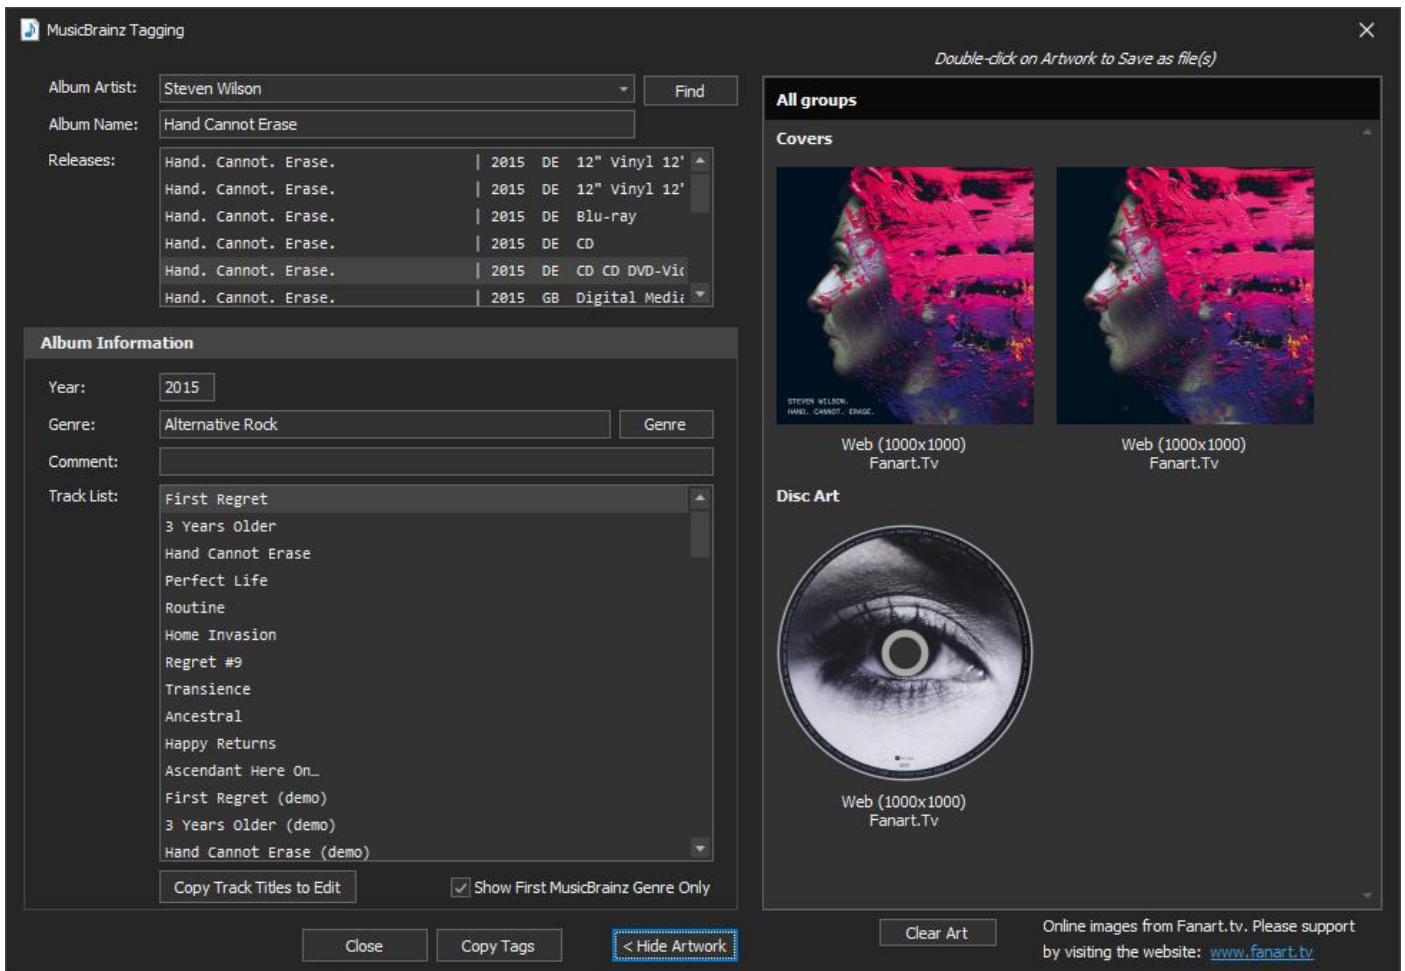 MusicBrainz Tagging
Double-click on Artwork to Save as file(s)
Album Artist: Steven Wilson Find
Album Name: Hand Cannot Erase
Releases:
Hand. Cannot. Erase. | 2015 DE 12" Vinyl 12"
Hand. Cannot. Erase. | 2015 DE 12" Vinyl 12"
Hand. Cannot. Erase. | 2015 DE Blu-ray
Hand. Cannot. Erase. | 2015 DE CD
Hand. Cannot. Erase. | 2015 DE CD CD DVD-Vid
Hand. Cannot. Erase. | 2015 GB Digital Media
Album Information
Year: 2015
Genre: Alternative Rock Genre
Comment:
Track List:
First Regret
3 Years Older
Hand Cannot Erase
Perfect Life
Routine
Home Invasion
Regret #9
Transience
Ancestral
Happy Returns
Ascendant Here On…
First Regret (demo)
3 Years Older (demo)
Hand Cannot Erase (demo)
Copy Track Titles to Edit
Show First MusicBrainz Genre Only
Close
Copy Tags
< Hide Artwork
All groups
Covers
STEVEN WILSON.
HAND. CANNOT. ERASE.
Web (1000x1000)
Fanart.Tv
Web (1000x1000)
Fanart.Tv
Disc Art
Web (1000x1000)
Fanart.Tv
Clear Art
Online images from Fanart.tv. Please support
by visiting the website: www.fanart.tv